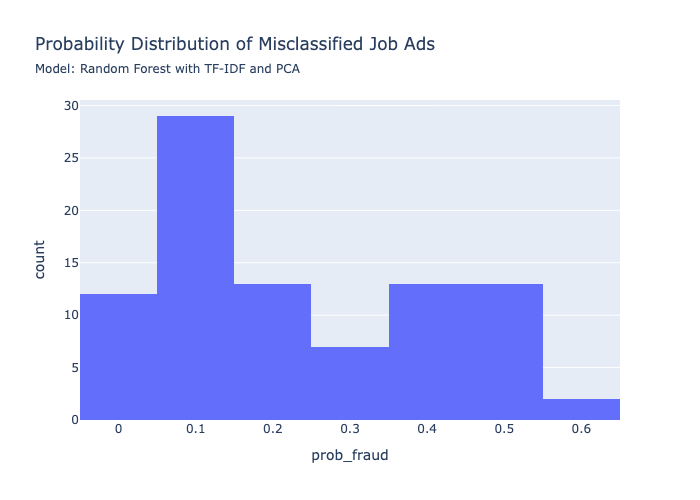 Probability Distribution of Misclassified Job Ads
Model: Random Forest with TF-IDF and PCA
30
25
20
15
10
5
0
count
0 0.1 0.2 0.3 0.4 0.5 0.6
prob_fraud